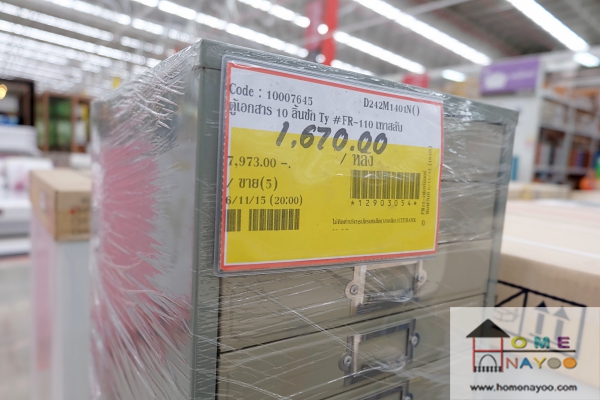 Code : 10007645 D242M1401N()
ตู้เอกสาร 10 ลิ้นชัก Ty #FR-110 เทาสลับ
1,670.00
7,973.00 -. / หลัง
/ ขาย(5)
6/11/15 (20:00)
*12903054*
HOME
NAYOO
www.homenayoo.com